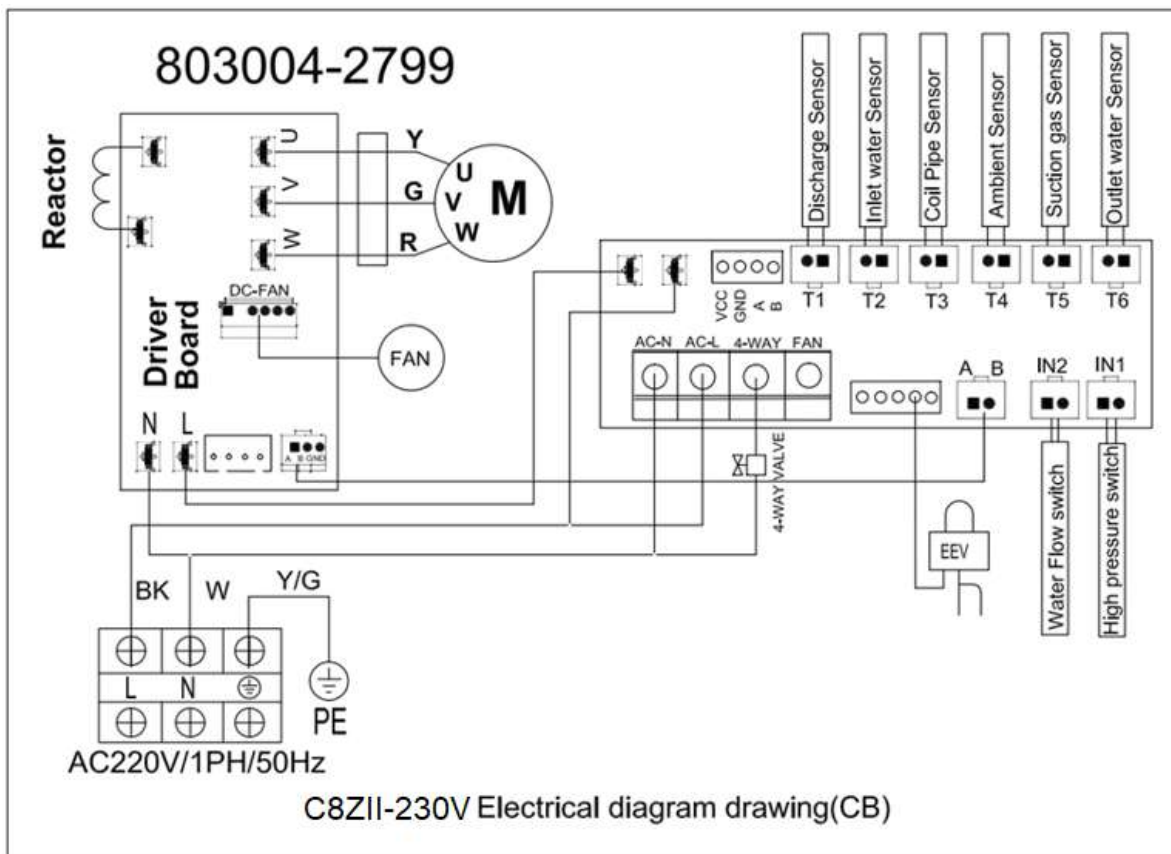 803004-2799
Reactor
U
V
W
Y
G
R
U
V
W
M
DC-FAN
FAN
Driver
Board
N
L
A B GND
Discharge Sensor
Inlet water Sensor
Coil Pipe Sensor
Ambient Sensor
Suction gas Sensor
Outlet water Sensor
VCC
GND
A
B
T1
T2
T3
T4
T5
T6
AC-N
AC-L
4-WAY
FAN
A B
IN2
IN1
4-WAY VALVE
EEV
Water Flow switch
High pressure switch
BK
W
Y/G
L
N
PE
AC220V/1PH/50Hz
C8ZII-230V Electrical diagram drawing(CB)